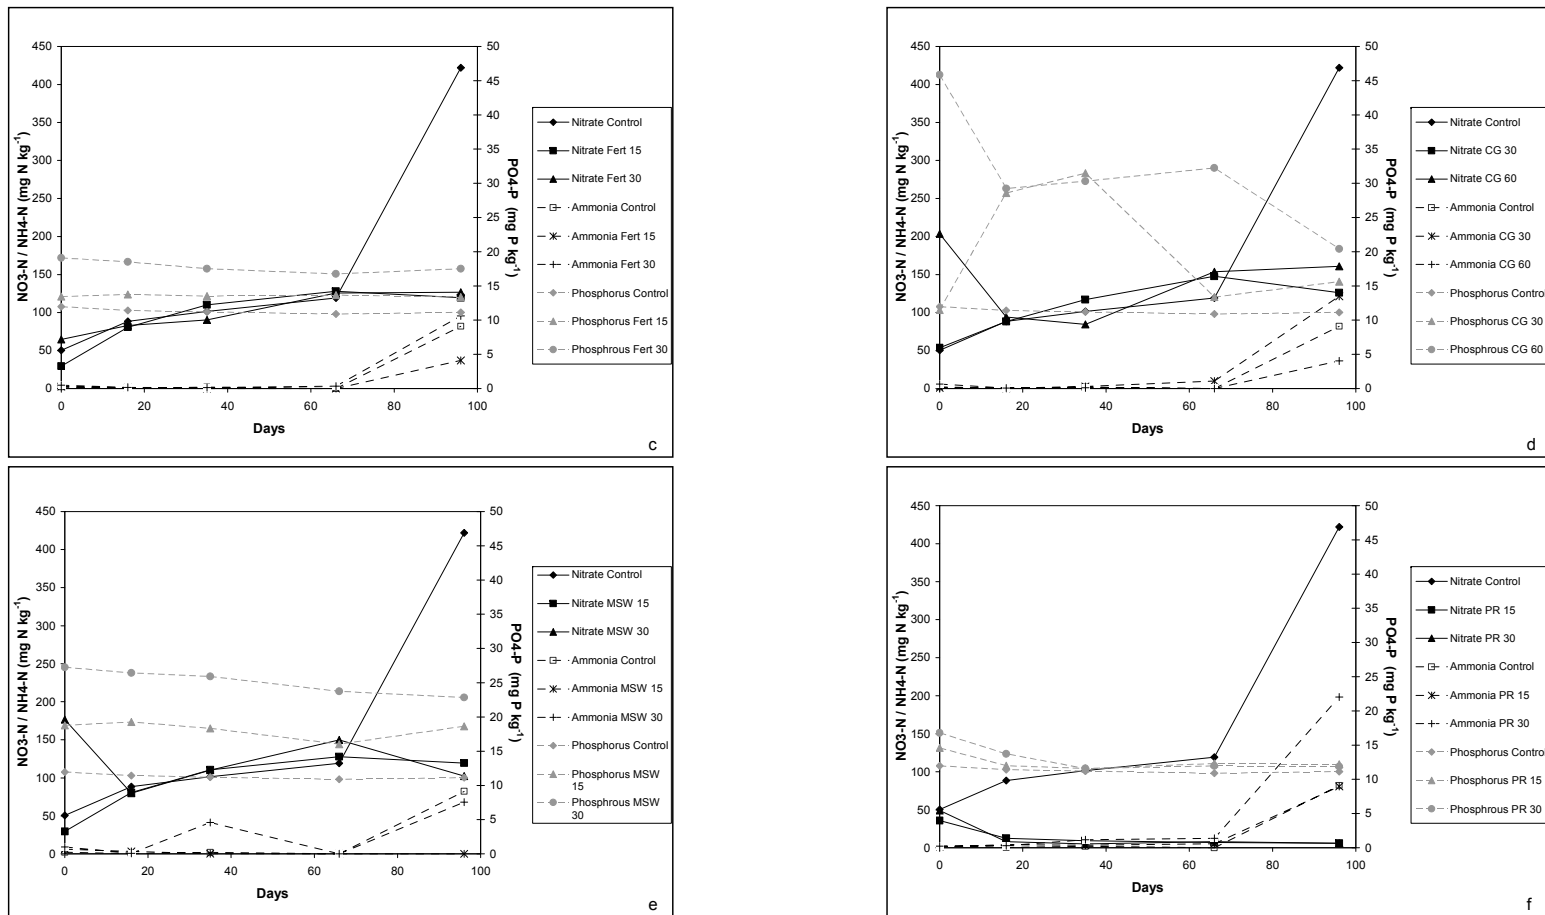 450
400
350
300
250
200
150
100
50
0
50
45
40
35
30
25
20
15
10
5
0
0
20
40
60
80
100
NO3-N / NH4-N (mg N kg-1)
PO4-P (mg P kg-1)
Days
Nitrate Control
Nitrate Fert 15
Nitrate Fert 30
Ammonia Control
Ammonia Fert 15
Ammonia Fert 30
Phosphorus Control
Phosphorus Fert 15
Phosphrous Fert 30
c
450
400
350
300
250
200
150
100
50
0
50
45
40
35
30
25
20
15
10
5
0
0
20
40
60
80
100
NO3-N / NH4-N (mg N kg-1)
PO4-P (mg P kg-1)
Days
Nitrate Control
Nitrate CG 30
Nitrate CG 60
Ammonia Control
Ammonia CG 30
Ammonia CG 60
Phosphorus Control
Phosphorus CG 30
Phosphrous CG 60
d
450
400
350
300
250
200
150
100
50
0
50
45
40
35
30
25
20
15
10
5
0
0
20
40
60
80
100
NO3-N / NH4-N (mg N kg-1)
PO4-P (mg P kg-1)
Days
Nitrate Control
Nitrate MSW 15
Nitrate MSW 30
Ammonia Control
Ammonia MSW 15
Ammonia MSW 30
Phosphorus Control
Phosphorus MSW
15
Phosphrous MSW
30
e
450
400
350
300
250
200
150
100
50
0
50
45
40
35
30
25
20
15
10
5
0
0
20
40
60
80
100
NO3-N / NH4-N (mg N kg-1)
PO4-P (mg P kg-1)
Days
Nitrate Control
Nitrate PR 15
Nitrate PR 30
Ammonia Control
Ammonia PR 15
Ammonia PR 30
Phosphorus Control
Phosphorus PR 15
Phosphrous PR 30
f